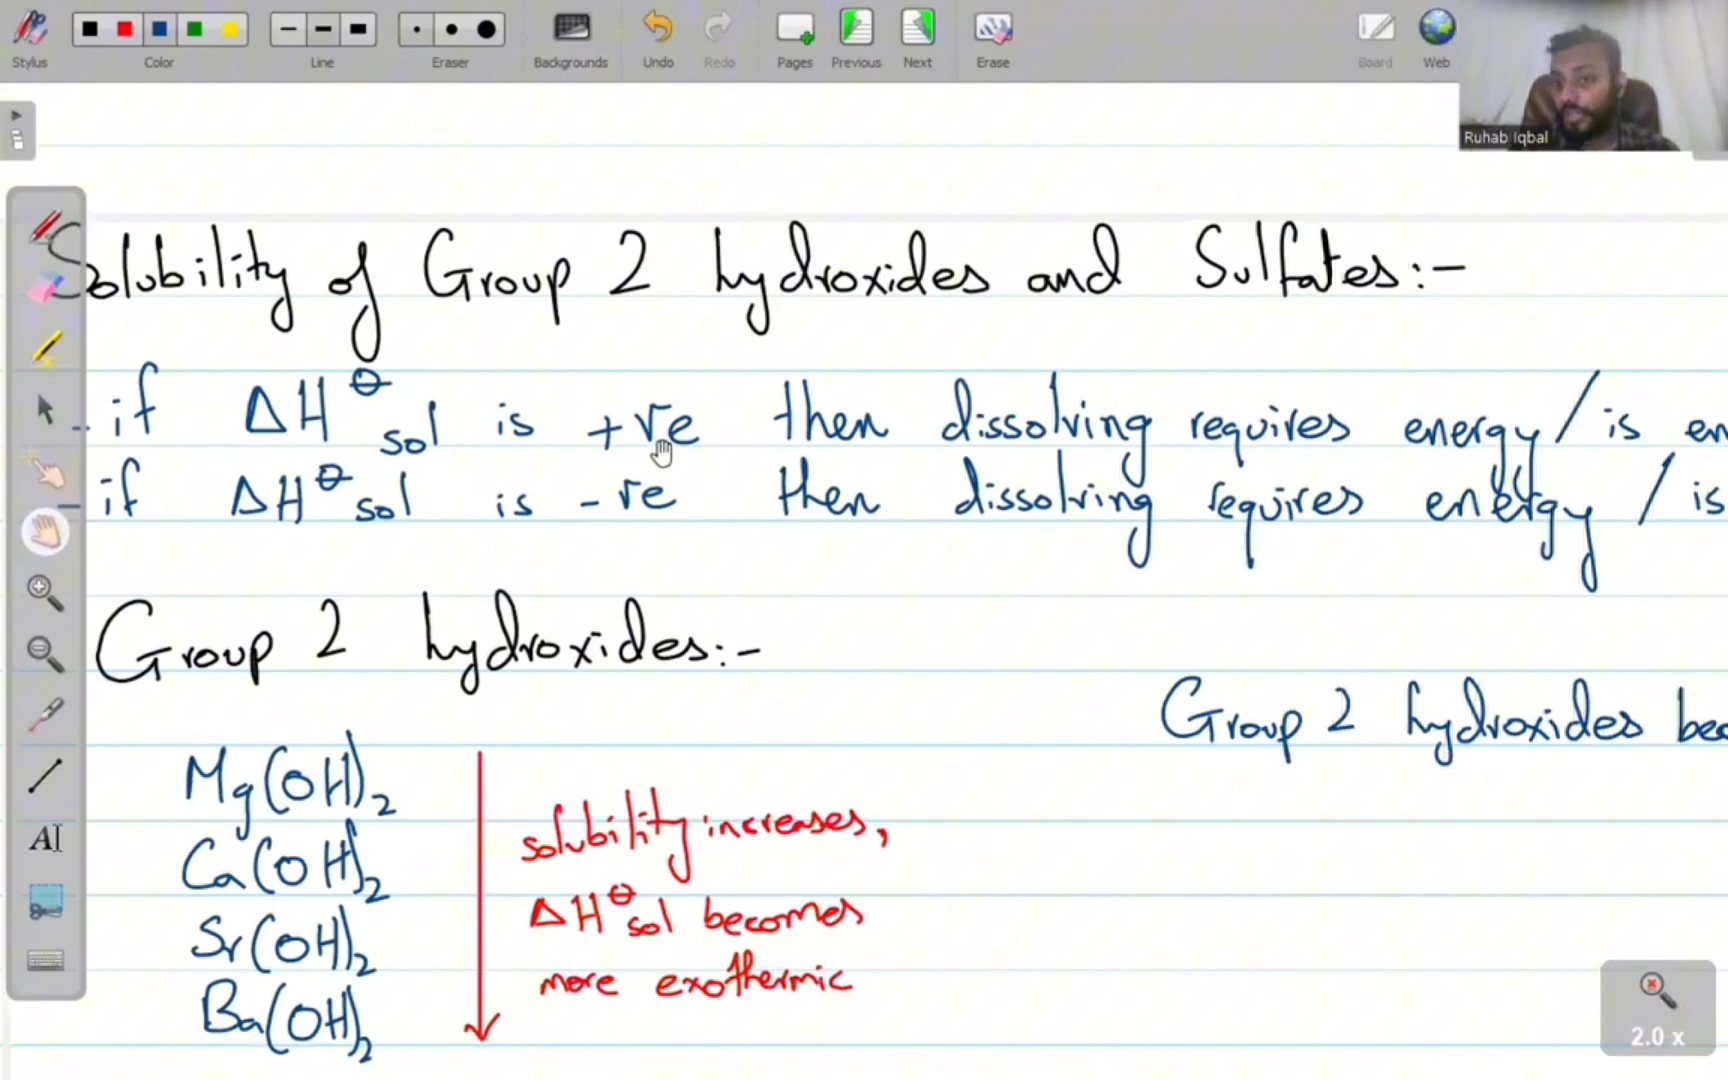 Stylus
Color
Line
Eraser
Backgrounds
Undo
Redo
Pages
Previous
Next
Erase
Board
Web
Ruhab Iqbal
Solubility of Group 2 hydroxides and Sulfates:-
- if ΔH⦵sol is +ve then dissolving requires energy / is en
- if ΔH⦵sol is -ve then dissolving requires energy / is
Group 2 hydroxides:-
Group 2 hydroxides bec
Mg(OH)₂
Ca(OH)₂
Sr(OH)₂
Ba(OH)₂
solubility increases,
ΔH⦵sol becomes
more exothermic
AI
2.0 x